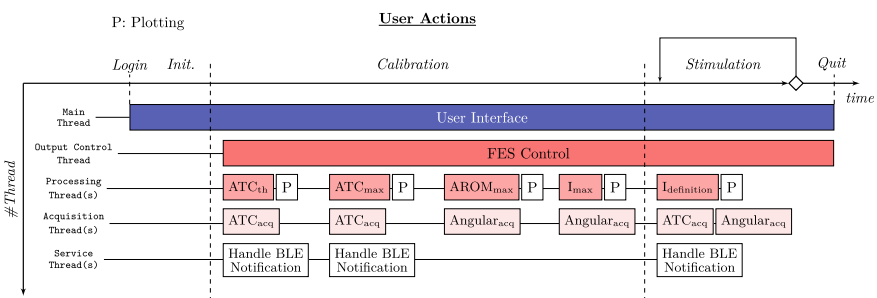 User Actions
P: Plotting
Login Init. Calibration Stimulation Quit
time
#Thread
Main
Thread
User Interface
Output Control
Thread
FES Control
Processing
Thread(s)
ATCth P ATCmax P AROMmax P Imax P Idefinition P
Acquisition
Thread(s)
ATCacq ATCacq Angularacq Angularacq ATCacq Angularacq
Service
Thread(s)
Handle BLE
Notification
Handle BLE
Notification
Handle BLE
Notification